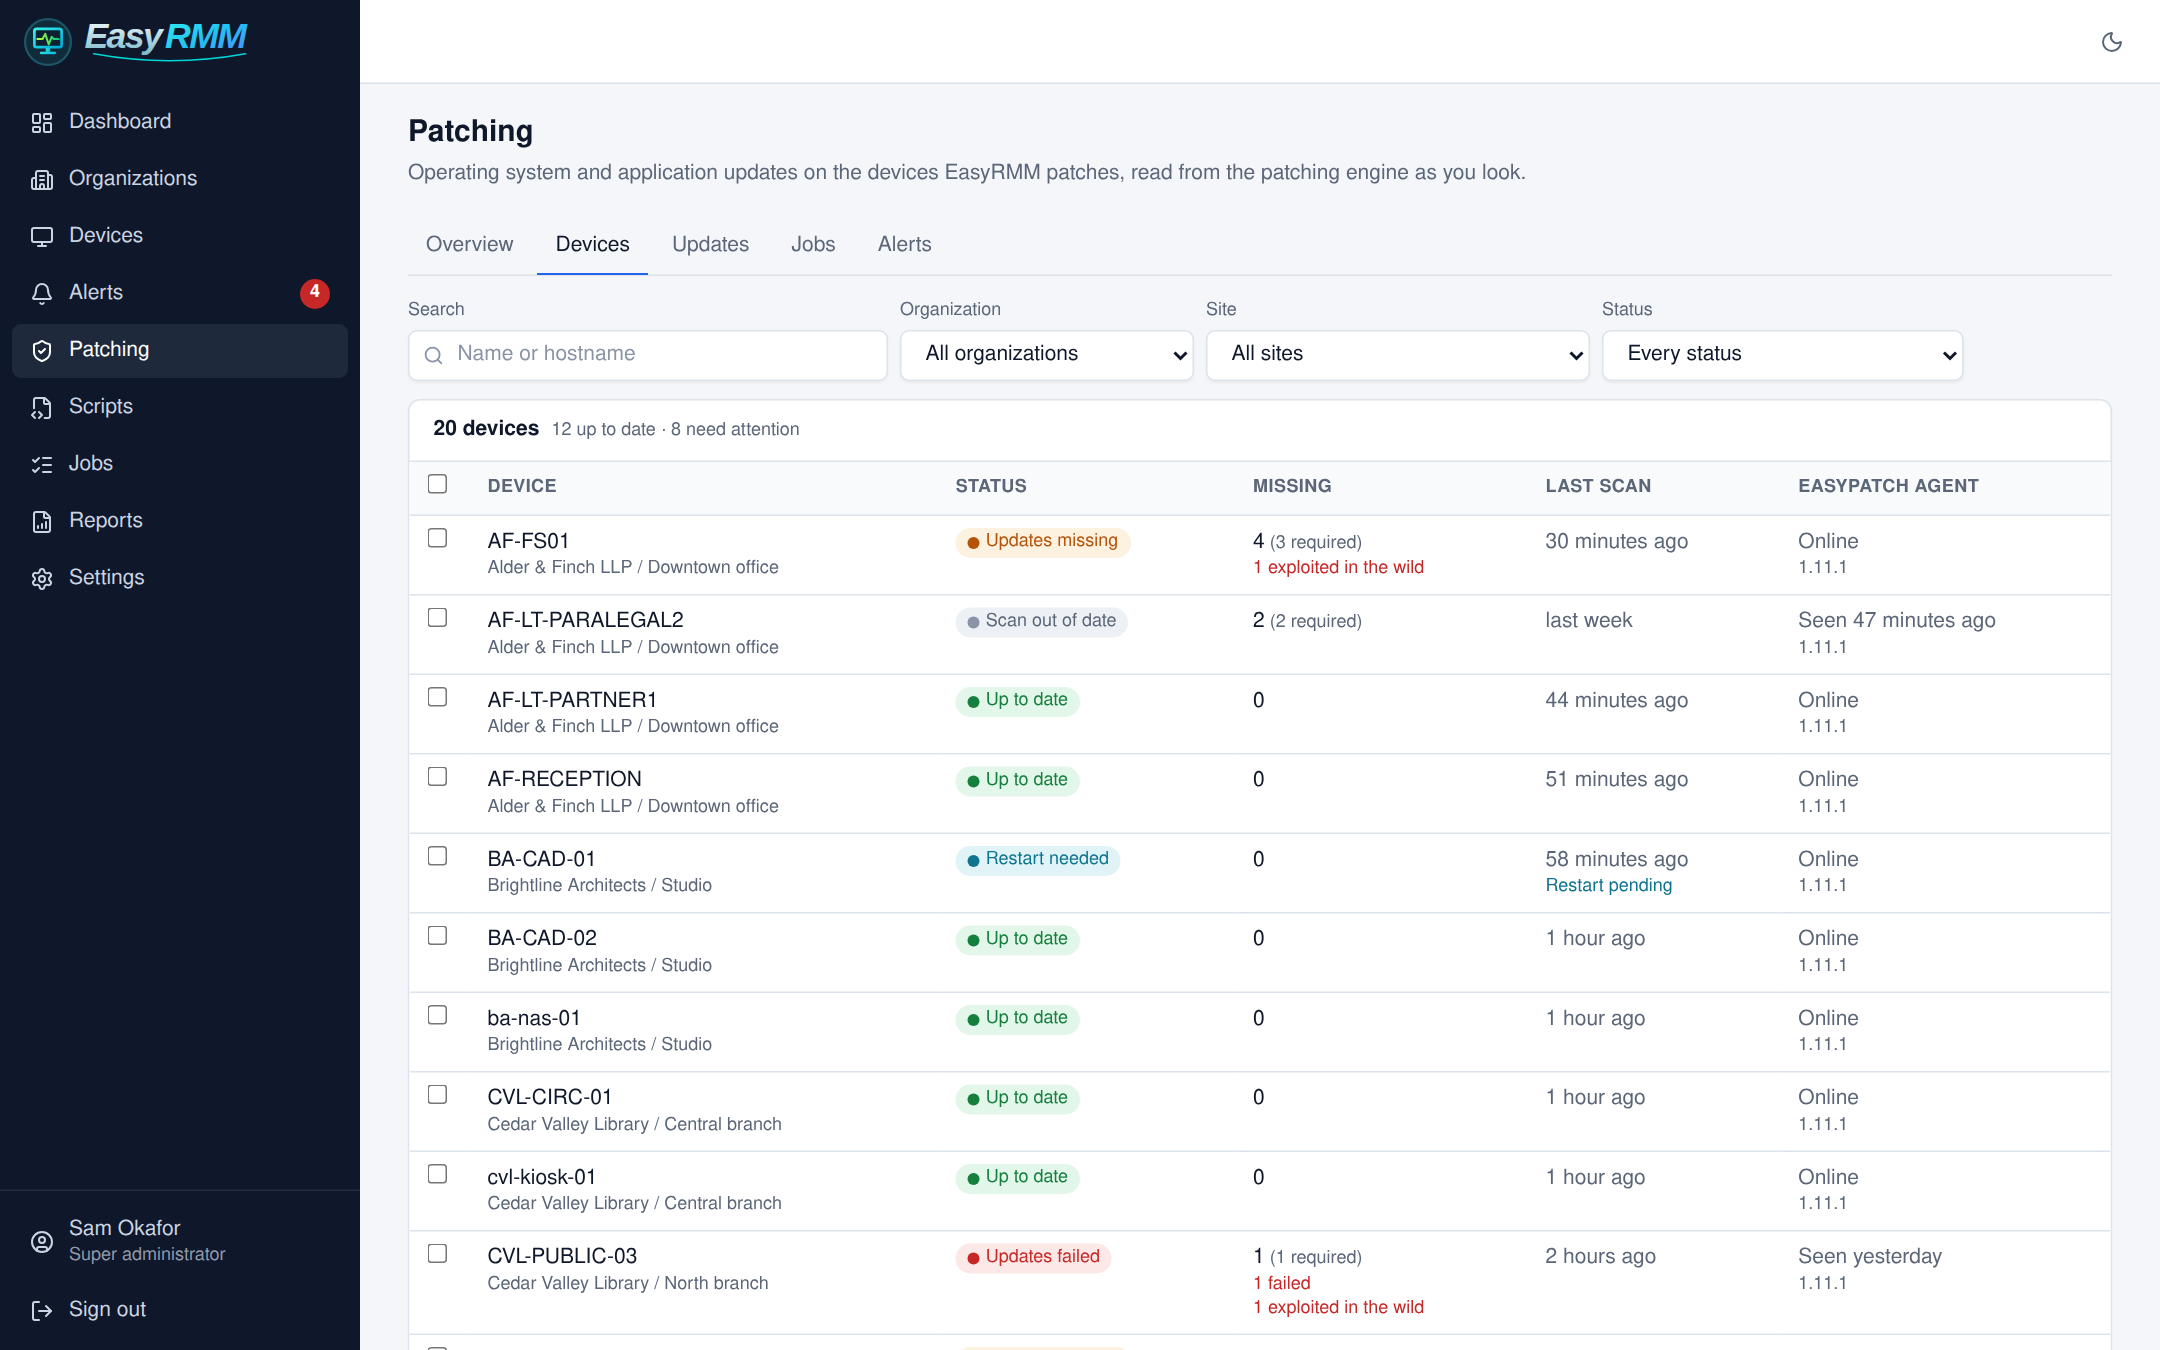 EasyRMM
Dashboard
Organizations
Devices
Alerts 4
Patching
Scripts
Jobs
Reports
Settings
Sam Okafor
Super administrator
Sign out
Patching
Operating system and application updates on the devices EasyRMM patches, read from the patching engine as you look.
Overview Devices Updates Jobs Alerts
Search Organization Site Status
Name or hostname All organizations All sites Every status
20 devices 12 up to date · 8 need attention
DEVICE STATUS MISSING LAST SCAN EASYPATCH AGENT
AF-FS01 Updates missing 4 (3 required) 30 minutes ago Online
Alder & Finch LLP / Downtown office 1 exploited in the wild 1.11.1
AF-LT-PARALEGAL2 Scan out of date 2 (2 required) last week Seen 47 minutes ago
Alder & Finch LLP / Downtown office 1.11.1
AF-LT-PARTNER1 Up to date 0 44 minutes ago Online
Alder & Finch LLP / Downtown office 1.11.1
AF-RECEPTION Up to date 0 51 minutes ago Online
Alder & Finch LLP / Downtown office 1.11.1
BA-CAD-01 Restart needed 0 58 minutes ago Online
Brightline Architects / Studio Restart pending 1.11.1
BA-CAD-02 Up to date 0 1 hour ago Online
Brightline Architects / Studio 1.11.1
ba-nas-01 Up to date 0 1 hour ago Online
Brightline Architects / Studio 1.11.1
CVL-CIRC-01 Up to date 0 1 hour ago Online
Cedar Valley Library / Central branch 1.11.1
cvl-kiosk-01 Up to date 0 1 hour ago Online
Cedar Valley Library / Central branch 1.11.1
CVL-PUBLIC-03 Updates failed 1 (1 required) 2 hours ago Seen yesterday
Cedar Valley Library / North branch 1 failed 1.11.1
1 exploited in the wild